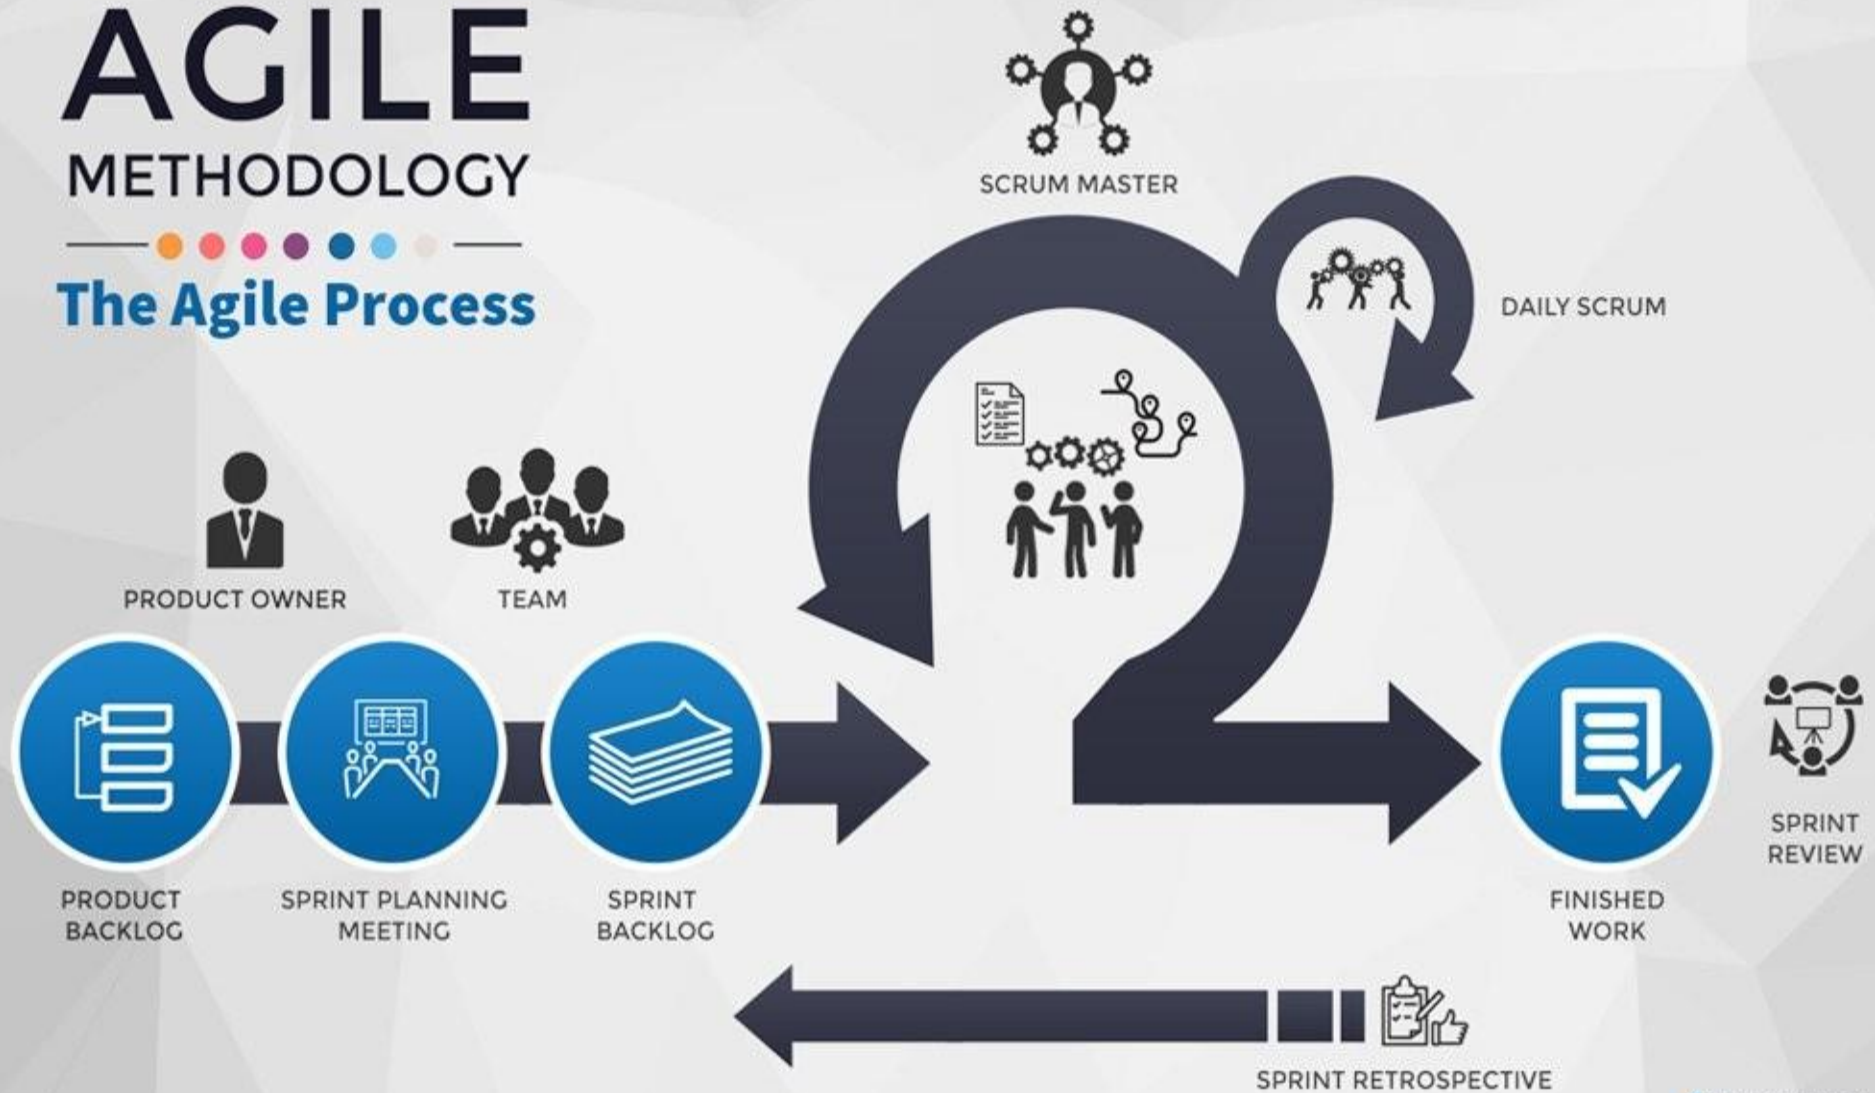 AGILE
METHODOLOGY
The Agile Process
SCRUM MASTER
DAILY SCRUM
PRODUCT OWNER
TEAM
PRODUCT
BACKLOG
SPRINT PLANNING
MEETING
SPRINT
BACKLOG
FINISHED
WORK
SPRINT
REVIEW
SPRINT RETROSPECTIVE